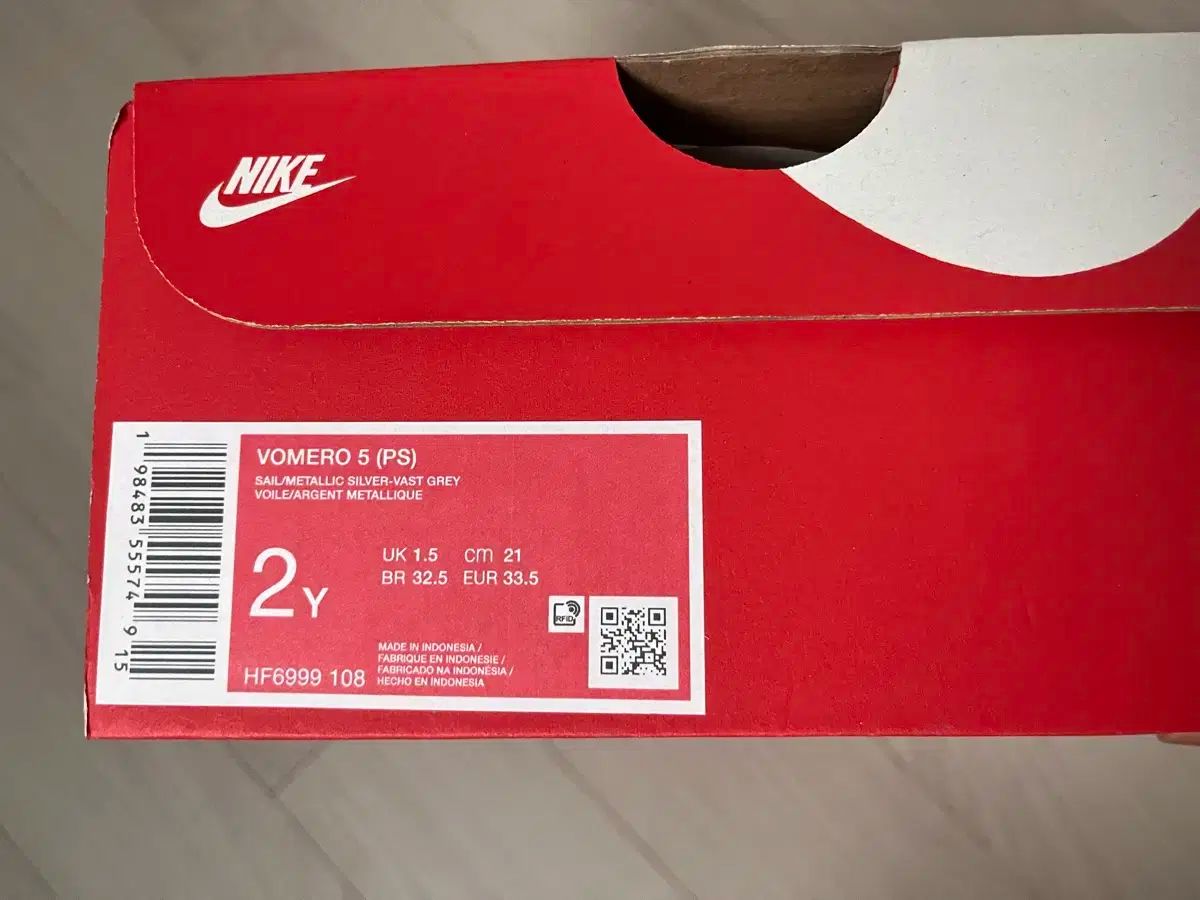 NIKE
VOMERO 5 (PS)
SAIL/METALLIC SILVER-VAST GREY
VOILE/ARGENT METALLIQUE
2Y
UK 1.5 cm 21
BR 32.5 EUR 33.5
RFID
HF6999 108
MADE IN INDONESIA /
FABRIQUE EN INDONESIE /
FABRICADO NA INDONÉSIA /
HECHO EN INDONESIA
1 98483 55574 9 15